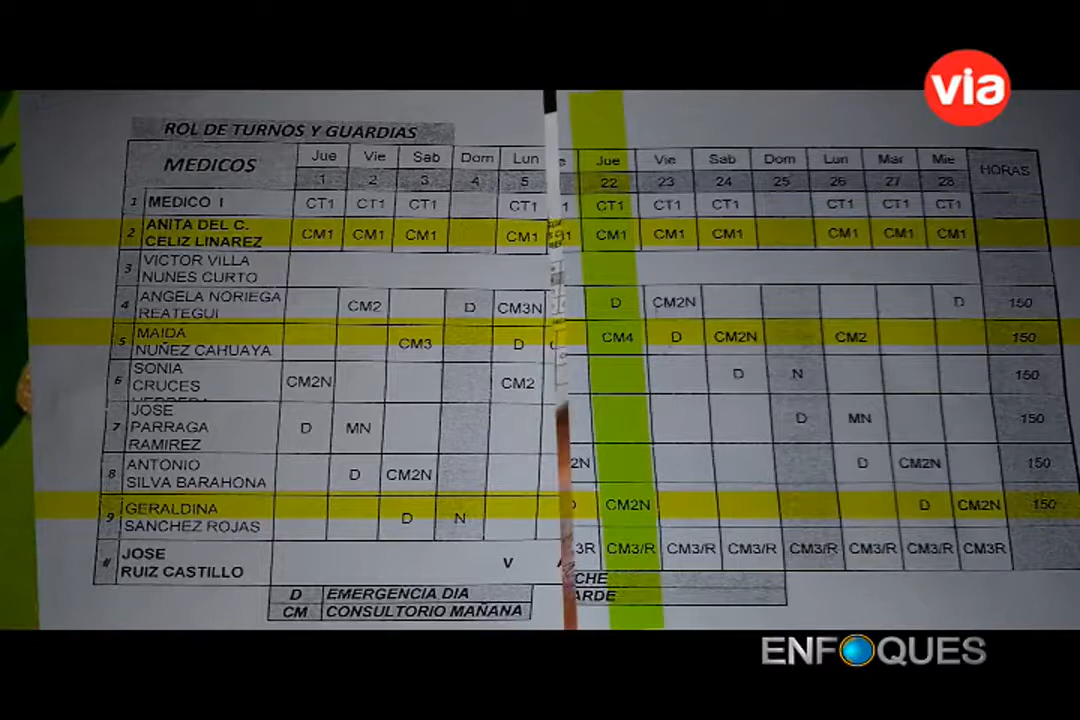 via
ROL DE TURNOS Y GUARDIAS
MEDICOS Jue Vie Sab Dom Lun Jue Vie Sab Dom Lun Mar Mie HORAS
1 2 3 4 5 22 23 24 25 26 27 28
1 MEDICO I CT1 CT1 CT1 CT1 CT1 CT1 CT1 CT1 CT1 CT1
2 ANITA DEL C.
CELIZ LINAREZ CM1 CM1 CM1 CM1 CM1 CM1 CM1 CM1 CM1 CM1
3 VICTOR VILLA
NUNES CURTO
4 ANGELA NORIEGA
REATEGUI CM2 D CM3N D CM2N D 150
5 MAIDA
NUÑEZ CAHUAYA CM3 D CM4 D CM2N CM2 150
6 SONIA
CRUCES CM2N CM2 D N 150
7 JOSE
PARRAGA D MN D MN 150
RAMIREZ
8 ANTONIO
SILVA BARAHONA D CM2N 2N D CM2N 150
9 GERALDINA
SANCHEZ ROJAS D N CM2N D CM2N 150
JOSE
RUIZ CASTILLO V 3R CM3/R CM3/R CM3/R CM3/R CM3/R CM3/R CM3R
D EMERGENCIA DIA CHE
CM CONSULTORIO MAÑANA ARDE
ENFOQUES